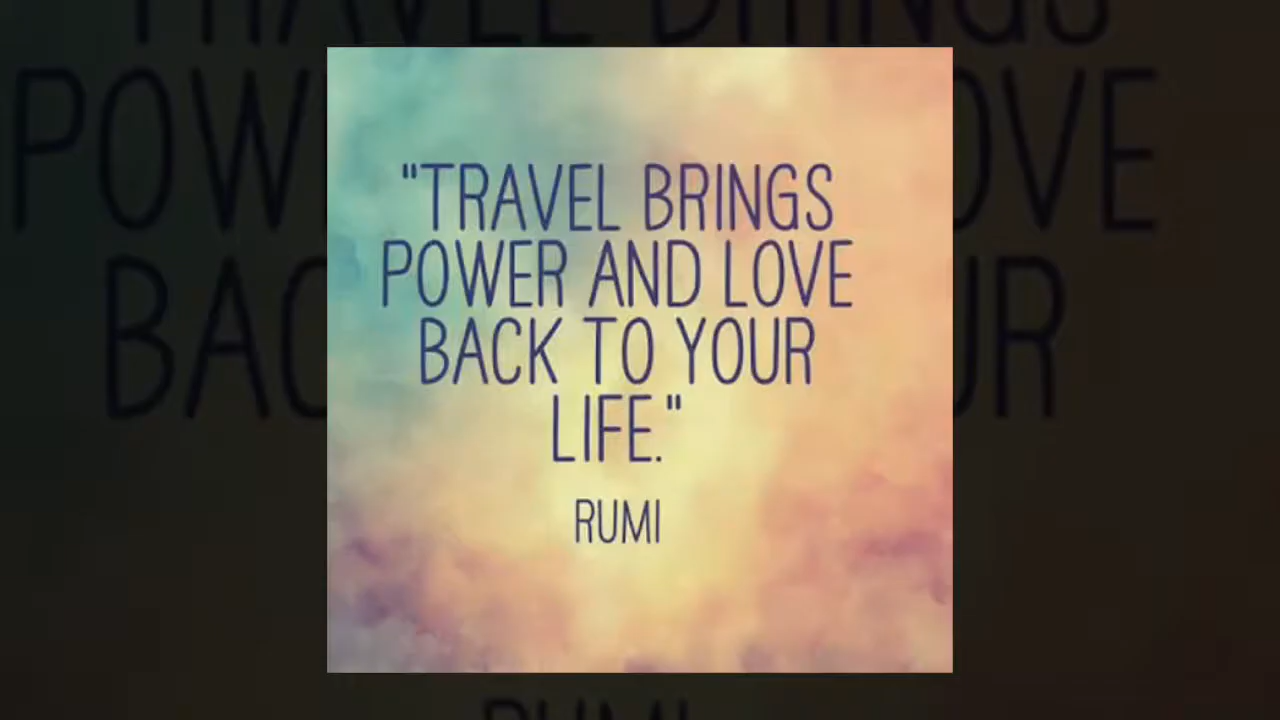 "TRAVEL BRINGS
POWER AND LOVE
BACK TO YOUR
LIFE."
RUMI